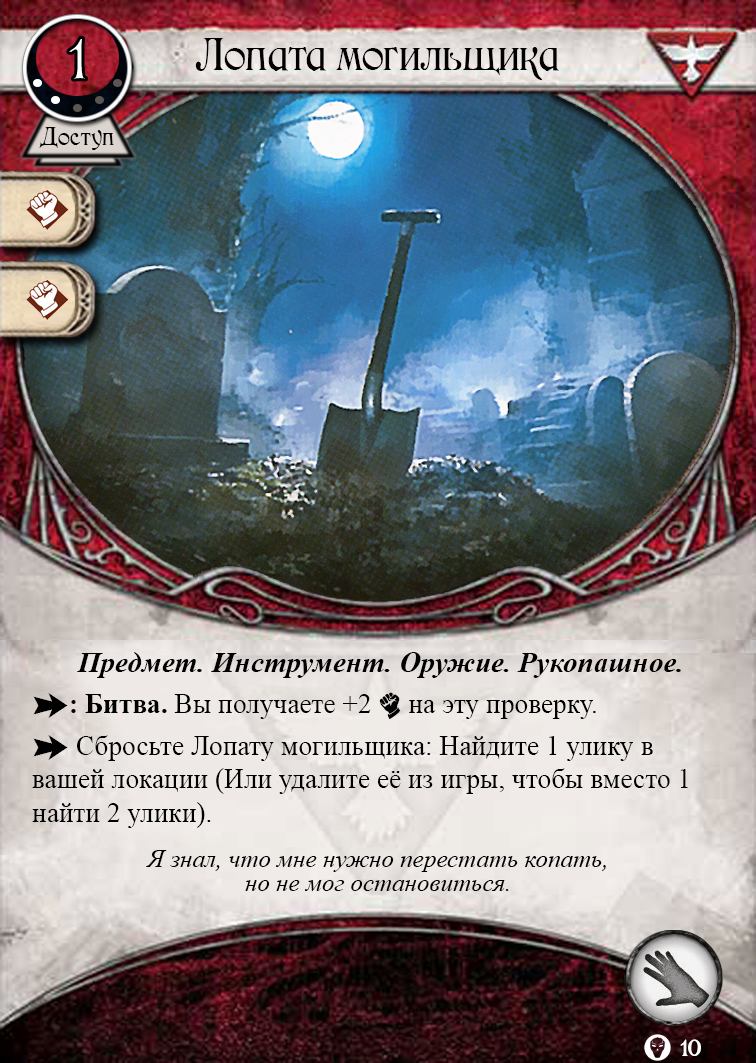 1
Лопата могильщика
Доступ
Предмет. Инструмент. Оружие. Рукопашное.
: Битва. Вы получаете +2 на эту проверку.
Сбросьте Лопату могильщика: Найдите 1 улику в
вашей локации (Или удалите её из игры, чтобы вместо 1
найти 2 улики).
Я знал, что мне нужно перестать копать,
но не мог остановиться.
10